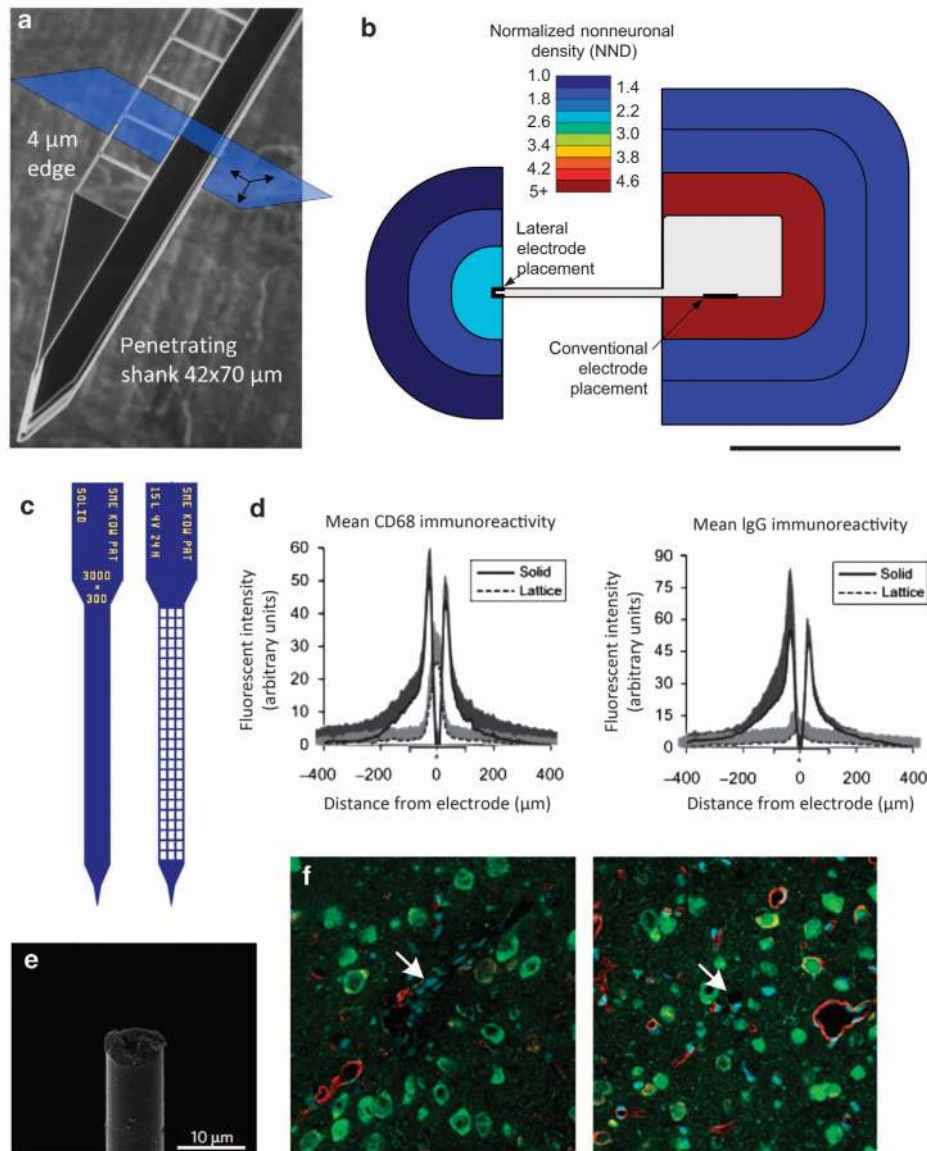 a
4 µm
edge
Penetrating
shank 42x70 µm
b
Normalized nonneuronal
density (NND)
1.0
1.4
1.8
2.2
2.6
3.0
3.4
3.8
4.2
4.6
5+
Lateral
electrode
placement
Conventional
electrode
placement
c
SOLID
SME KDW PAT
3000
×
300
15L 4V 24H
SME KDW PAT
d
Mean CD68 immunoreactivity
Fluorescent intensity
(arbitrary units)
60
50
40
30
20
10
0
Solid
Lattice
–400
–200
0
200
400
*
Distance from electrode (µm)
Mean IgG immunoreactivity
Fluorescent intensity
(arbitrary units)
90
75
60
45
30
15
0
Solid
Lattice
–400
–200
0
200
400
*
Distance from electrode (µm)
e
10 µm
f